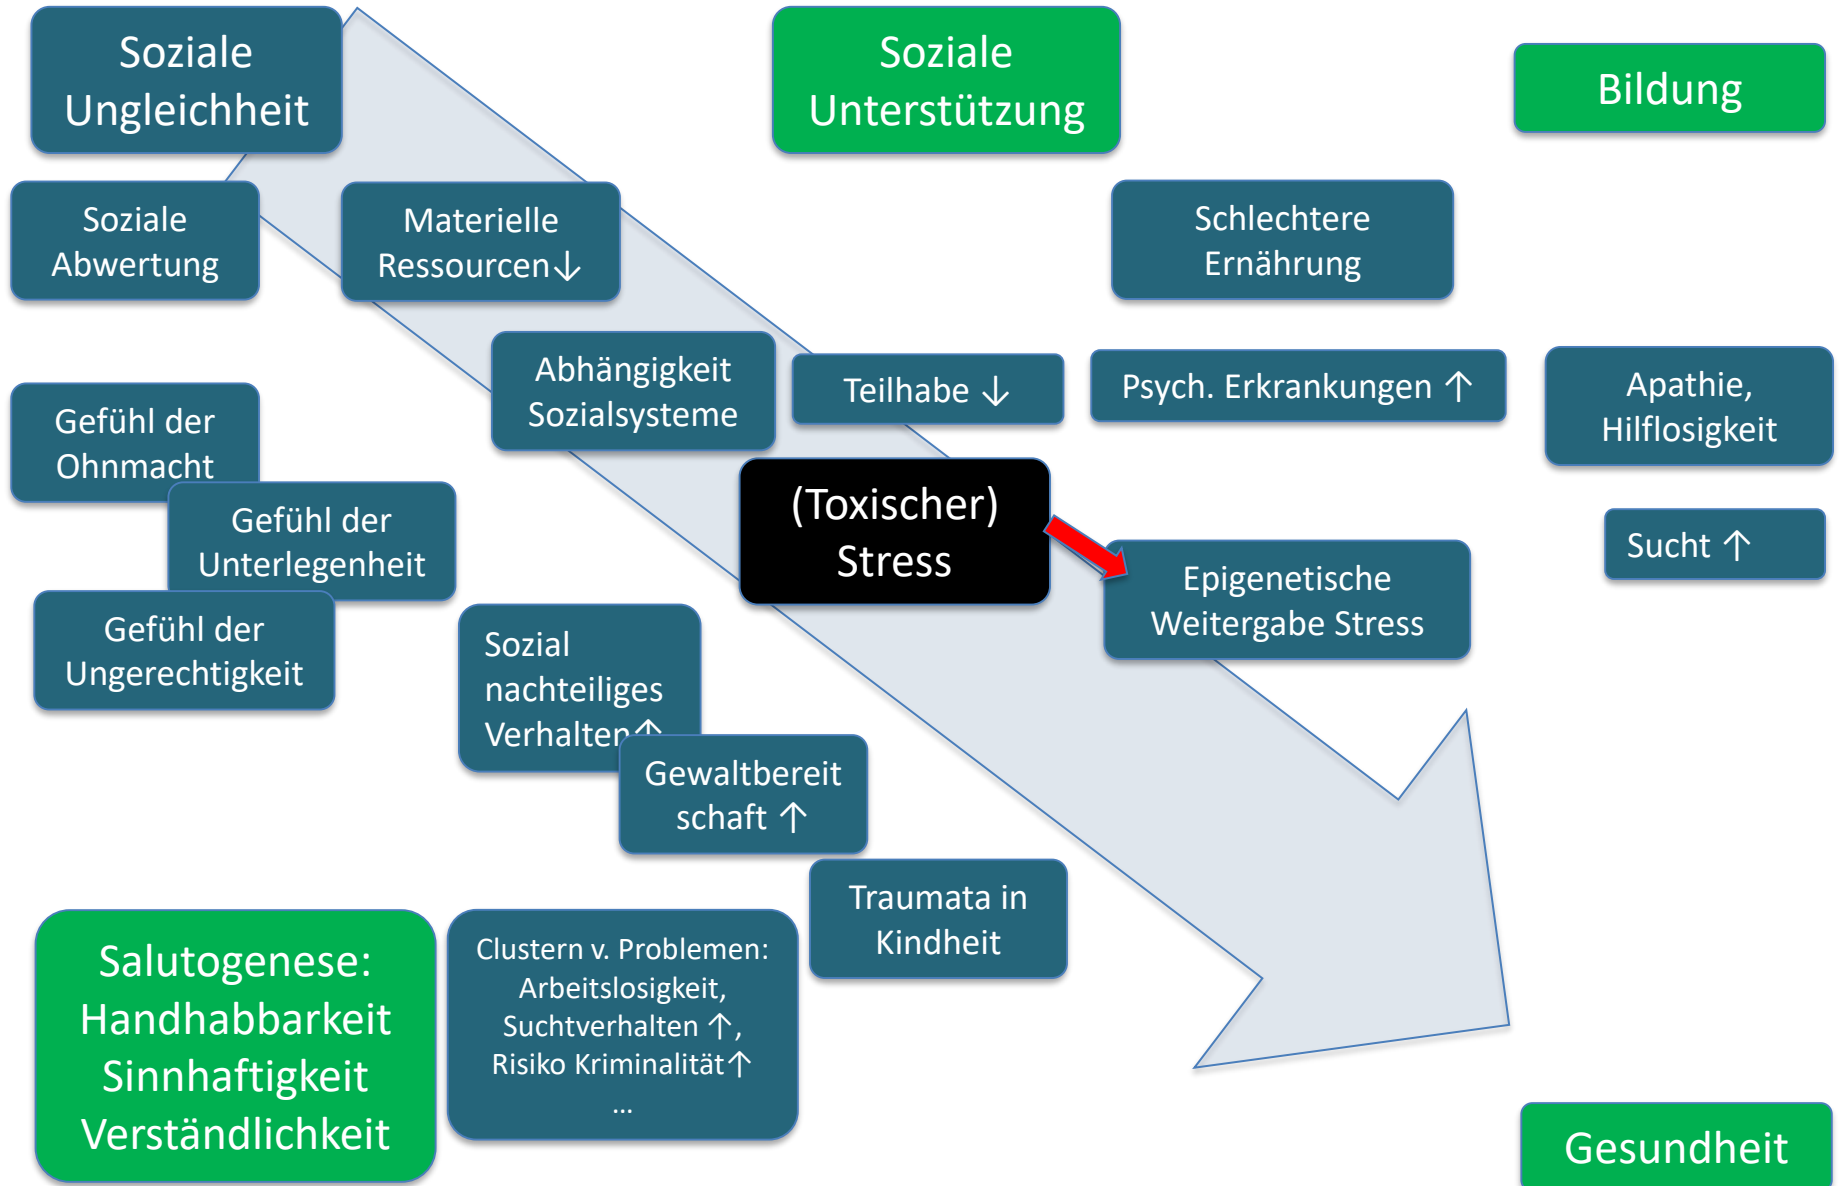 Soziale
Ungleichheit
Soziale
Unterstützung
Bildung
Soziale
Abwertung
Materielle
Ressourcen↓
Schlechtere
Ernährung
Abhängigkeit
Sozialsysteme
Teilhabe ↓
Psych. Erkrankungen ↑
Apathie,
Hilflosigkeit
Gefühl der
Ohnmacht
Gefühl der
Unterlegenheit
Gefühl der
Ungerechtigkeit
(Toxischer)
Stress
Sucht ↑
Epigenetische
Weitergabe Stress
Sozial
nachteiliges
Verhalten↑
Gewaltbereit
schaft ↑
Traumata in
Kindheit
Salutogenese:
Handhabbarkeit
Sinnhaftigkeit
Verständlichkeit
Clustern v. Problemen:
Arbeitslosigkeit,
Suchtverhalten ↑,
Risiko Kriminalität↑
...
Gesundheit